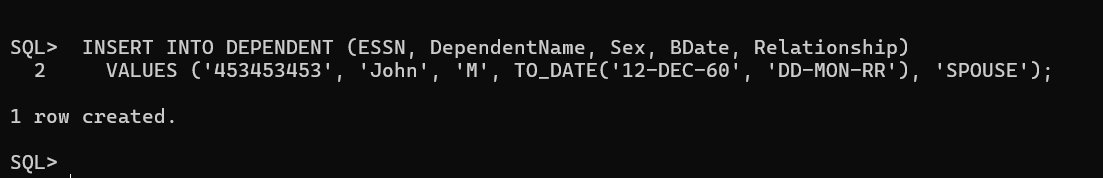 SQL>  INSERT INTO DEPENDENT (ESSN, DependentName, Sex, BDate, Relationship)
  2     VALUES ('453453453', 'John', 'M', TO_DATE('12-DEC-60', 'DD-MON-RR'), 'SPOUSE');
1 row created.
SQL>